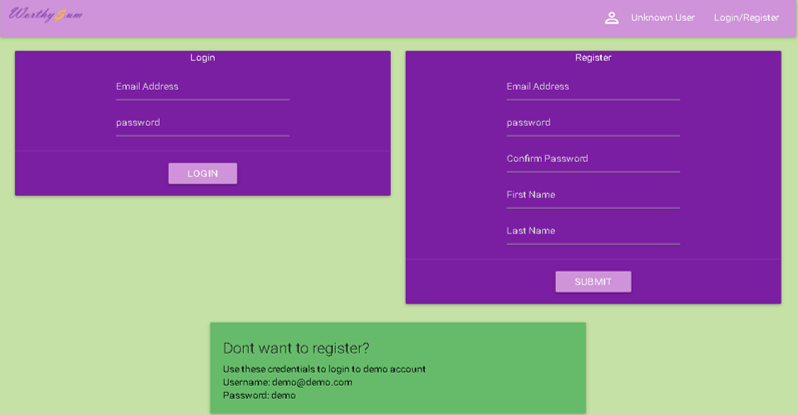 WorthySum
Unknown User
Login/Register
Login
Email Address
password
LOGIN
Register
Email Address
password
Confirm Password
First Name
Last Name
SUBMIT
Dont want to register?
Use these credentials to login to demo account
Username: demo@demo.com
Password: demo